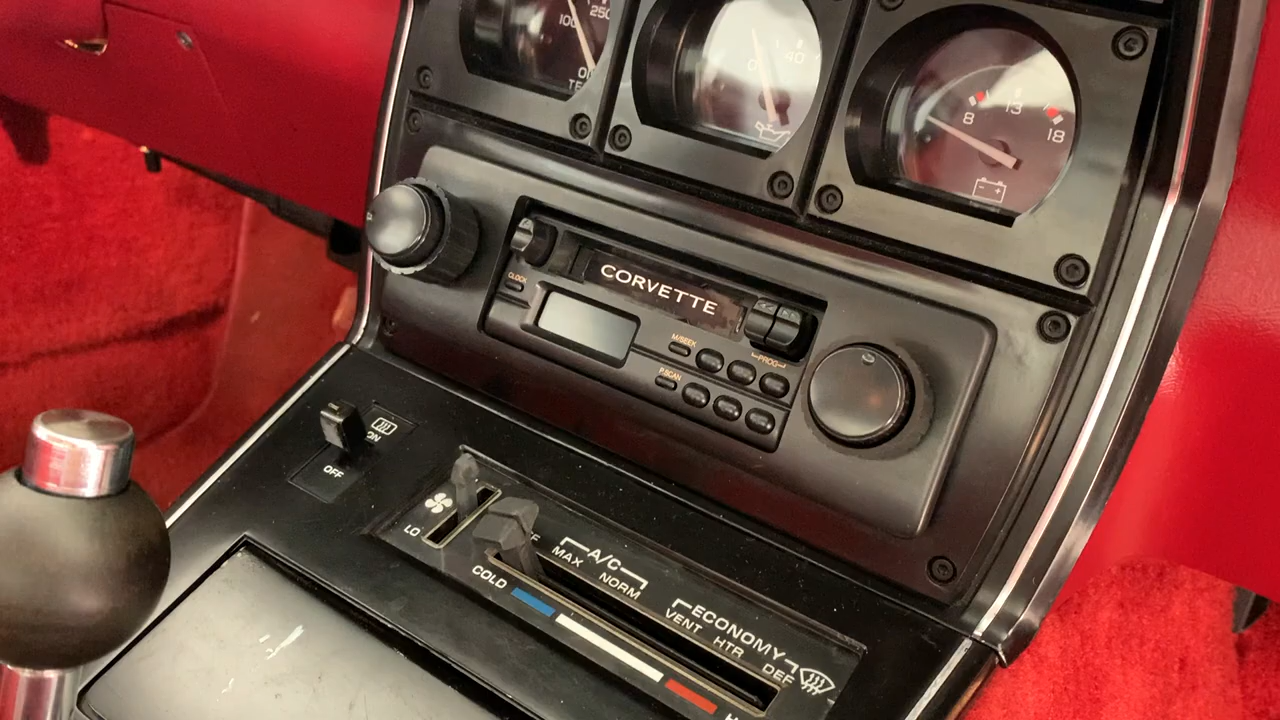 100 250
0 40
8 13 18
CLOCK
CORVETTE
M/SEEK
PROG
P.SCAN
ON
OFF
LO
MAX A/C NORM
COLD
ECONOMY
VENT HTR DEF